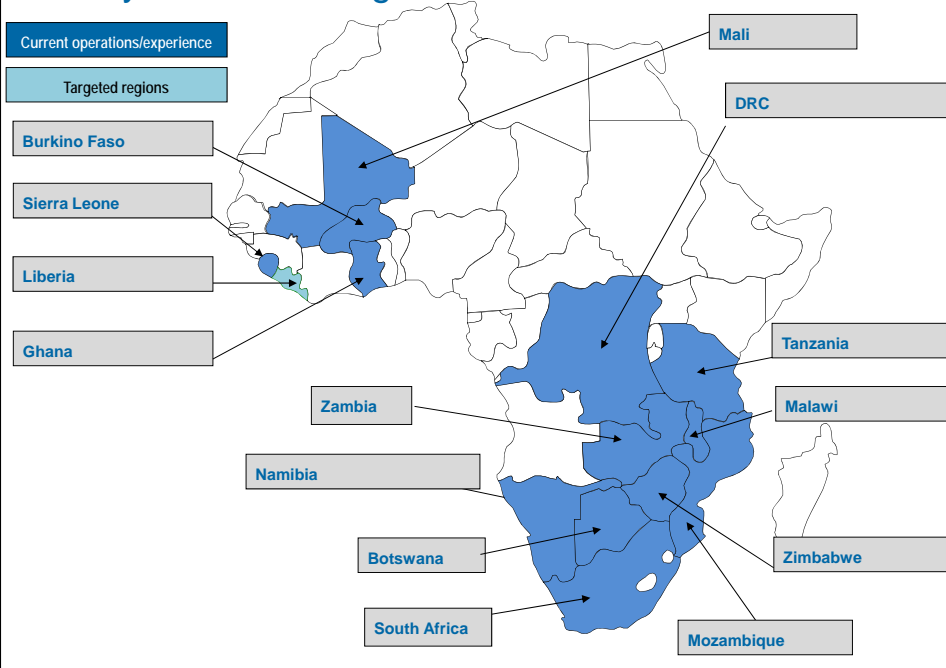 Current operations/experience
Targeted regions
Mali
DRC
Burkino Faso
Sierra Leone
Liberia
Ghana
Tanzania
Zambia
Malawi
Namibia
Botswana
Zimbabwe
South Africa
Mozambique